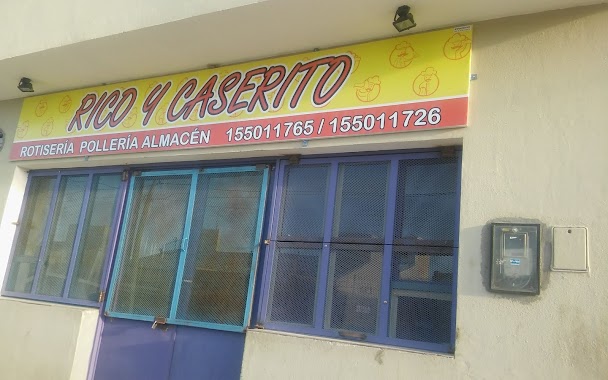 RICO Y CASERITO
ROTISERÍA POLLERÍA ALMACÉN 155011765 / 155011726